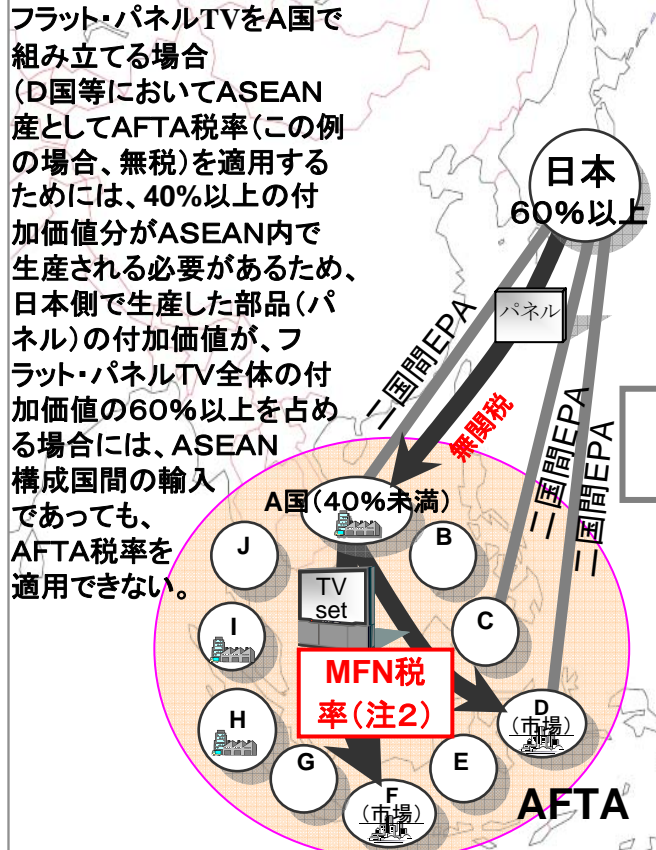 フラット・パネルTVをA国で
組み立てる場合
(D国等においてASEAN
産としてAFTA税率(この例
の場合、無税)を適用する
ためには、40%以上の付
加価値分がASEAN内で
生産される必要があるため、
日本側で生産した部品(パ
ネル)の付加価値が、フ
ラット・パネルTV全体の付
加価値の60%以上を占め
る場合には、ASEAN
構成国間の輸入
であっても、
AFTA税率を
適用できない。
日本
60%以上
パネル
二国間EPA
無関税
二国間EPA
二国間EPA
A国(40%未満)
J
B
TV
set
I
C
MFN税
率(注2)
D
(市場)
H
G
E
F
(市場)
AFTA